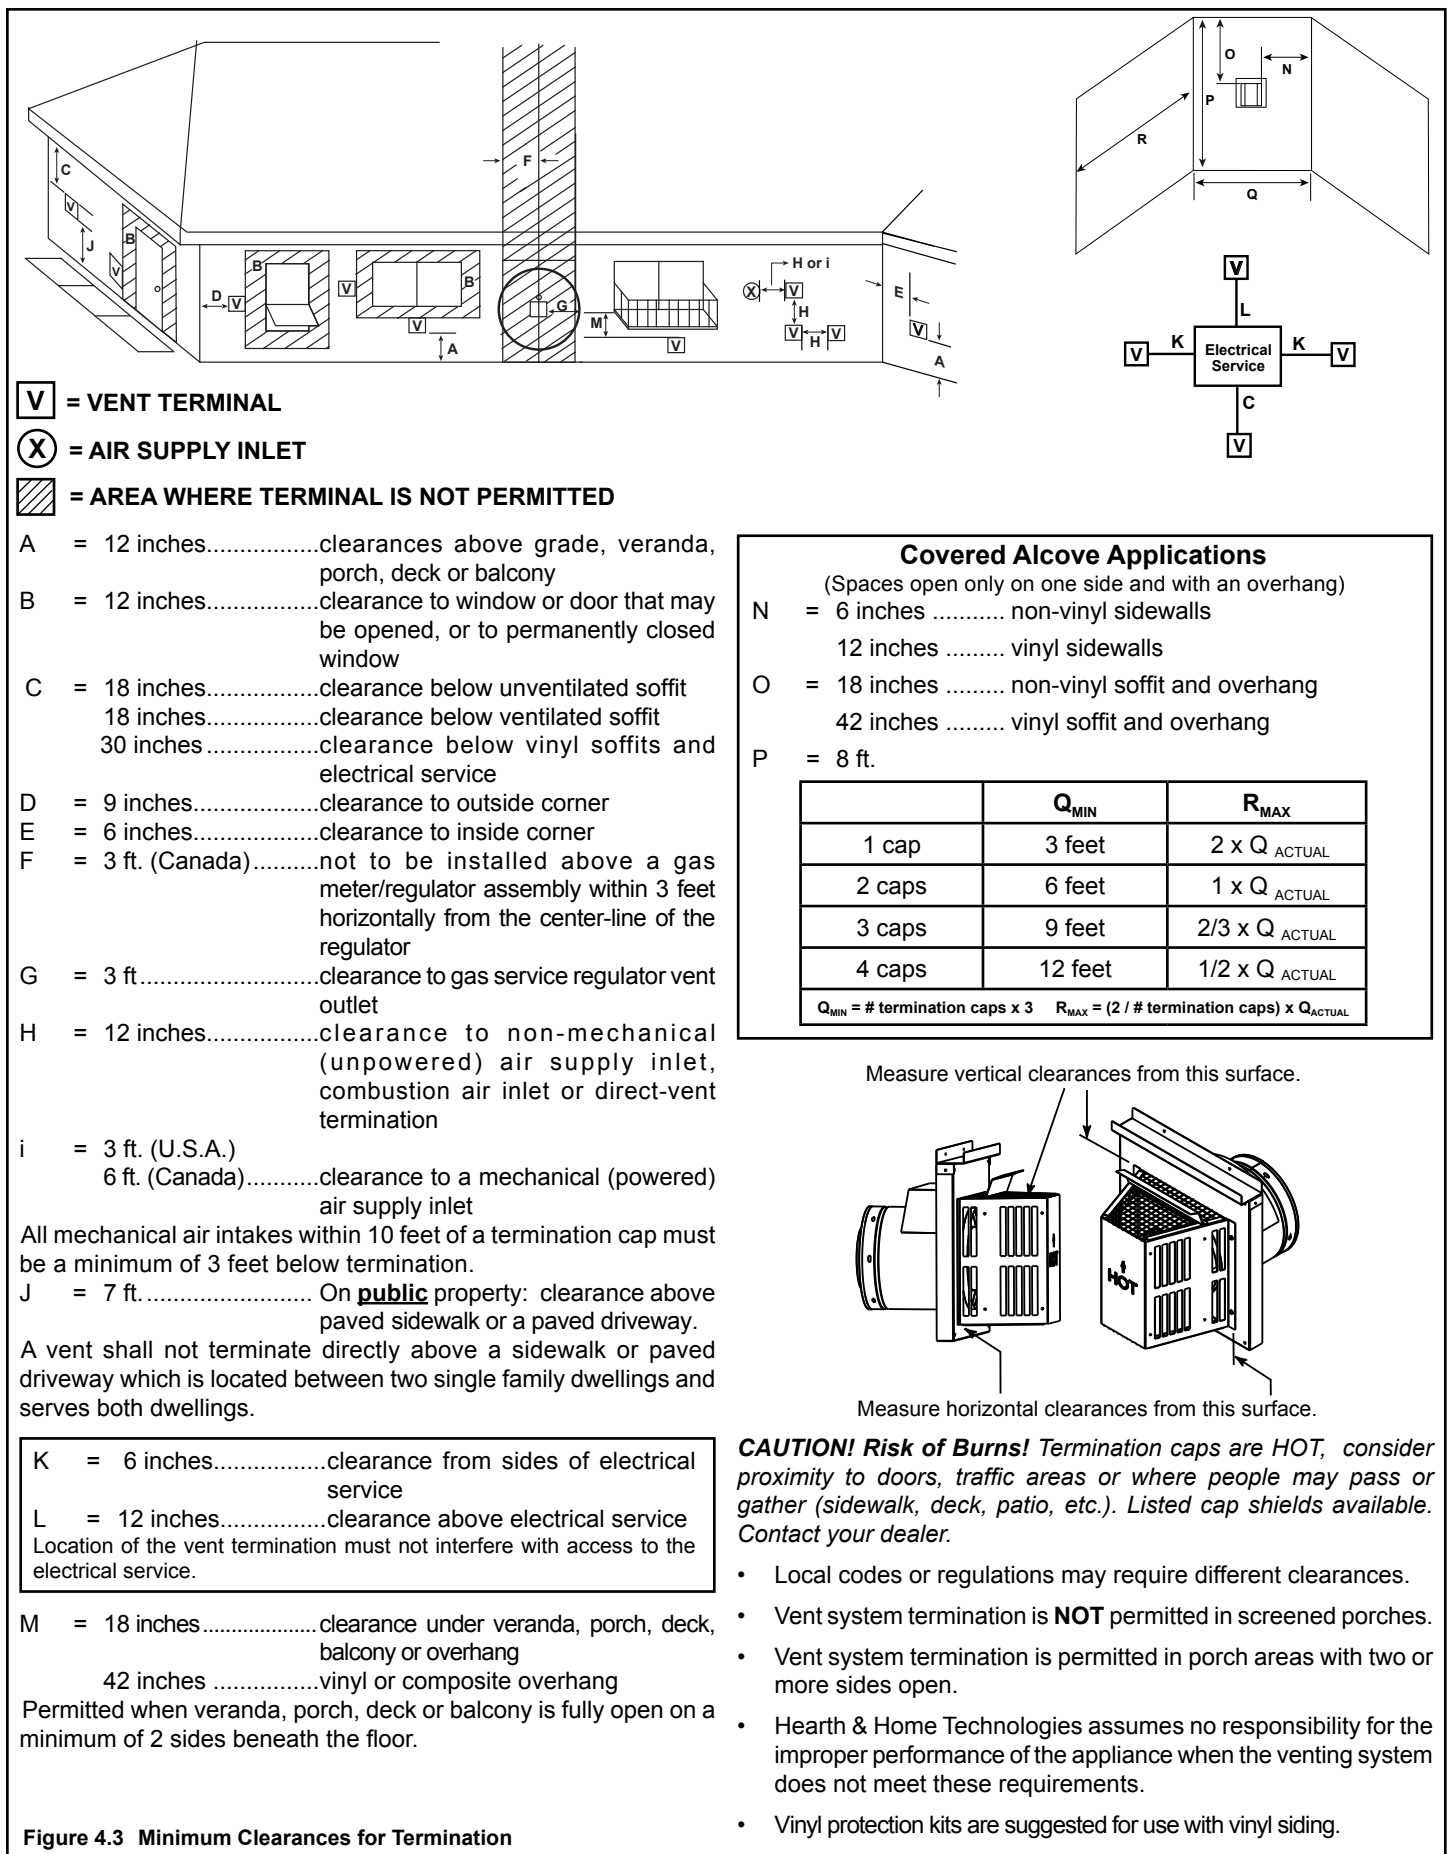 C
V
J
B
V
D
V
B
V
B
V
A
F
G
M
V
H or i
X
V
H
V
H
V
E
V
A
O
N
P
R
Q
V
L
V
K
Electrical
Service
K
V
C
V
V = VENT TERMINAL
X = AIR SUPPLY INLET
= AREA WHERE TERMINAL IS NOT PERMITTED
A = 12 inches.................clearances above grade, veranda,
porch, deck or balcony
B = 12 inches.................clearance to window or door that may
be opened, or to permanently closed
window
C = 18 inches.................clearance below unventilated soffit
18 inches.................clearance below ventilated soffit
30 inches .................clearance below vinyl soffits and
electrical service
D = 9 inches...................clearance to outside corner
E = 6 inches...................clearance to inside corner
F = 3 ft. (Canada)..........not to be installed above a gas
meter/regulator assembly within 3 feet
horizontally from the center-line of the
regulator
G = 3 ft...........................clearance to gas service regulator vent
outlet
H = 12 inches.................clearance to non-mechanical
(unpowered) air supply inlet,
combustion air inlet or direct-vent
termination
i = 3 ft. (U.S.A.)
6 ft. (Canada)...........clearance to a mechanical (powered)
air supply inlet
All mechanical air intakes within 10 feet of a termination cap must
be a minimum of 3 feet below termination.
J = 7 ft. ......................... On public property: clearance above
paved sidewalk or a paved driveway.
A vent shall not terminate directly above a sidewalk or paved
driveway which is located between two single family dwellings and
serves both dwellings.
K = 6 inches.................clearance from sides of electrical
service
L = 12 inches................clearance above electrical service
Location of the vent termination must not interfere with access to the
electrical service.
M = 18 inches.....................clearance under veranda, porch, deck,
balcony or overhang
42 inches ................vinyl or composite overhang
Permitted when veranda, porch, deck or balcony is fully open on a
minimum of 2 sides beneath the floor.
Figure 4.3 Minimum Clearances for Termination
Covered Alcove Applications
(Spaces open only on one side and with an overhang)
N = 6 inches ........... non-vinyl sidewalls
12 inches ......... vinyl sidewalls
O = 18 inches ......... non-vinyl soffit and overhang
42 inches ......... vinyl soffit and overhang
P = 8 ft.
QMIN RMAX
1 cap 3 feet 2 x Q ACTUAL
2 caps 6 feet 1 x Q ACTUAL
3 caps 9 feet 2/3 x Q ACTUAL
4 caps 12 feet 1/2 x Q ACTUAL
QMIN = # termination caps x 3 RMAX = (2 / # termination caps) x QACTUAL
Measure vertical clearances from this surface.
HOT
Measure horizontal clearances from this surface.
CAUTION! Risk of Burns! Termination caps are HOT, consider
proximity to doors, traffic areas or where people may pass or
gather (sidewalk, deck, patio, etc.). Listed cap shields available.
Contact your dealer.
• Local codes or regulations may require different clearances.
• Vent system termination is NOT permitted in screened porches.
• Vent system termination is permitted in porch areas with two or
more sides open.
• Hearth & Home Technologies assumes no responsibility for the
improper performance of the appliance when the venting system
does not meet these requirements.
• Vinyl protection kits are suggested for use with vinyl siding.